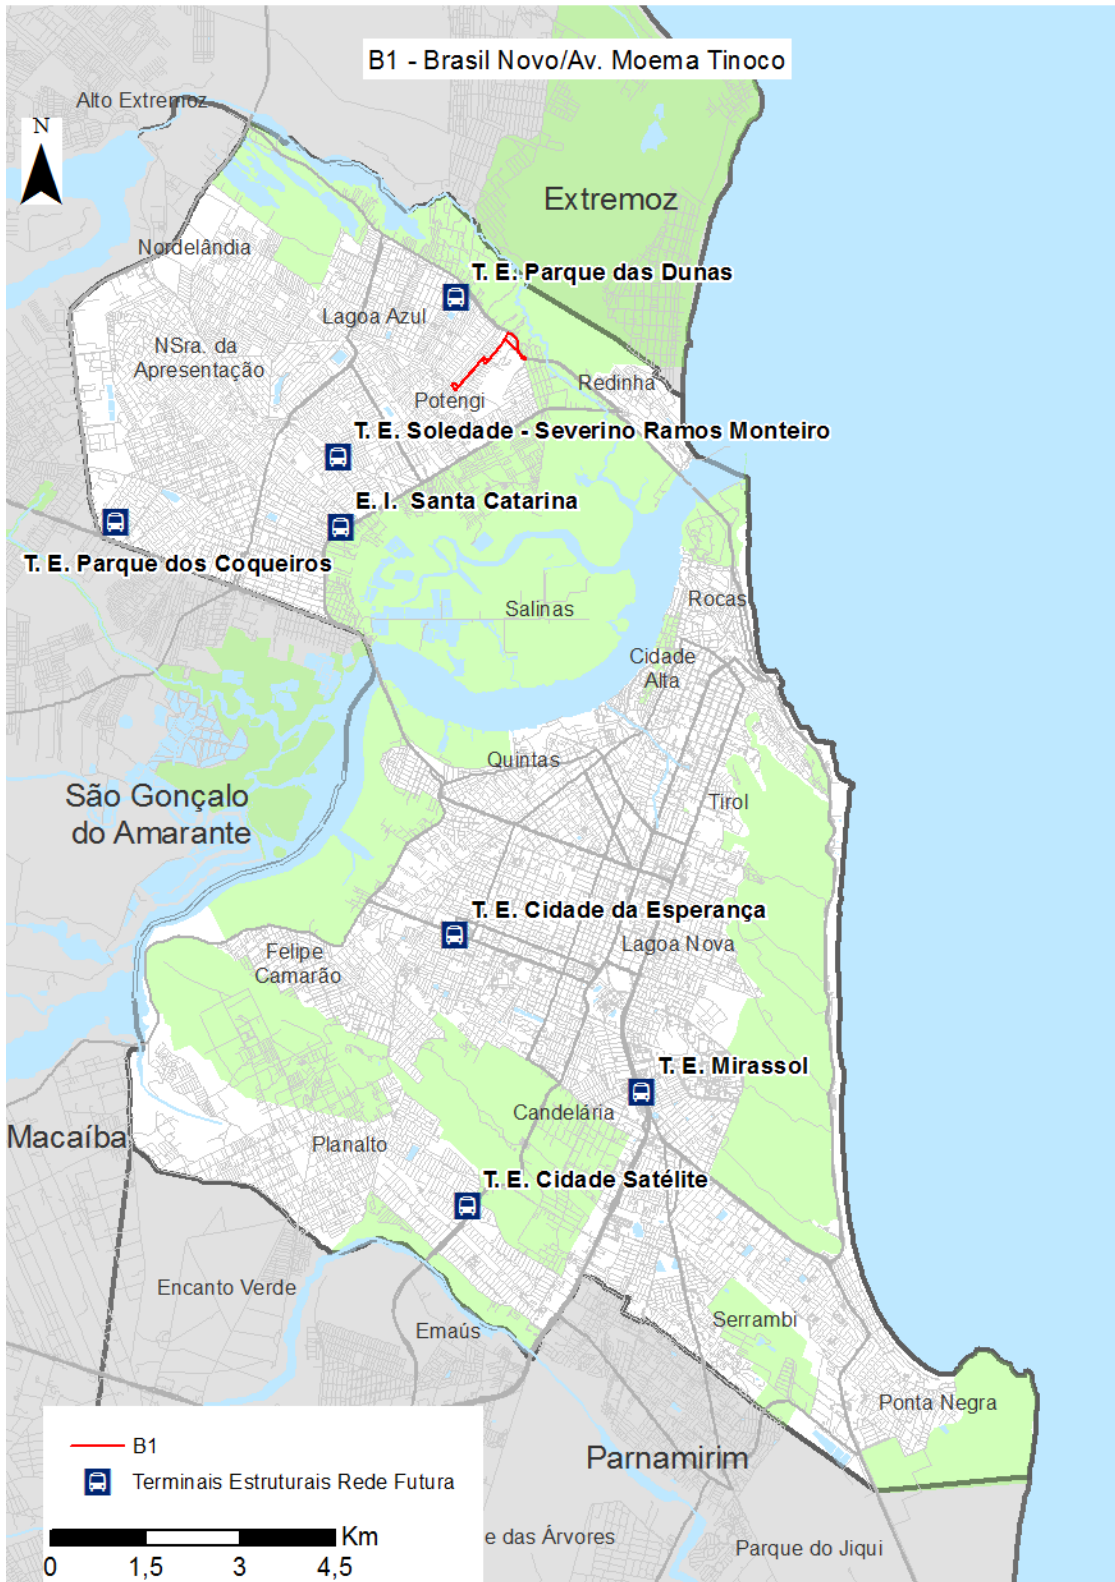 B1 - Brasil Novo/Av. Moema Tinoco
Alto Extremoz
N
Extremoz
Nordelândia
T. E. Parque das Dunas
Lagoa Azul
NSra. da
Apresentação
Redinha
Potengi
T. E. Soledade - Severino Ramos Monteiro
E. I. Santa Catarina
T. E. Parque dos Coqueiros
Salinas
Rocas
Cidade
Alta
Quintas
São Gonçalo
do Amarante
Tirol
T. E. Cidade da Esperança
Lagoa Nova
Felipe
Camarão
T. E. Mirassol
Candelária
Macaíba
Planalto
T. E. Cidade Satélite
Encanto Verde
Emaús
Serrambi
Ponta Negra
B1
Parnamirim
Terminais Estruturais Rede Futura
Km
e das Árvores
Parque do Jiqui
0 1,5 3 4,5